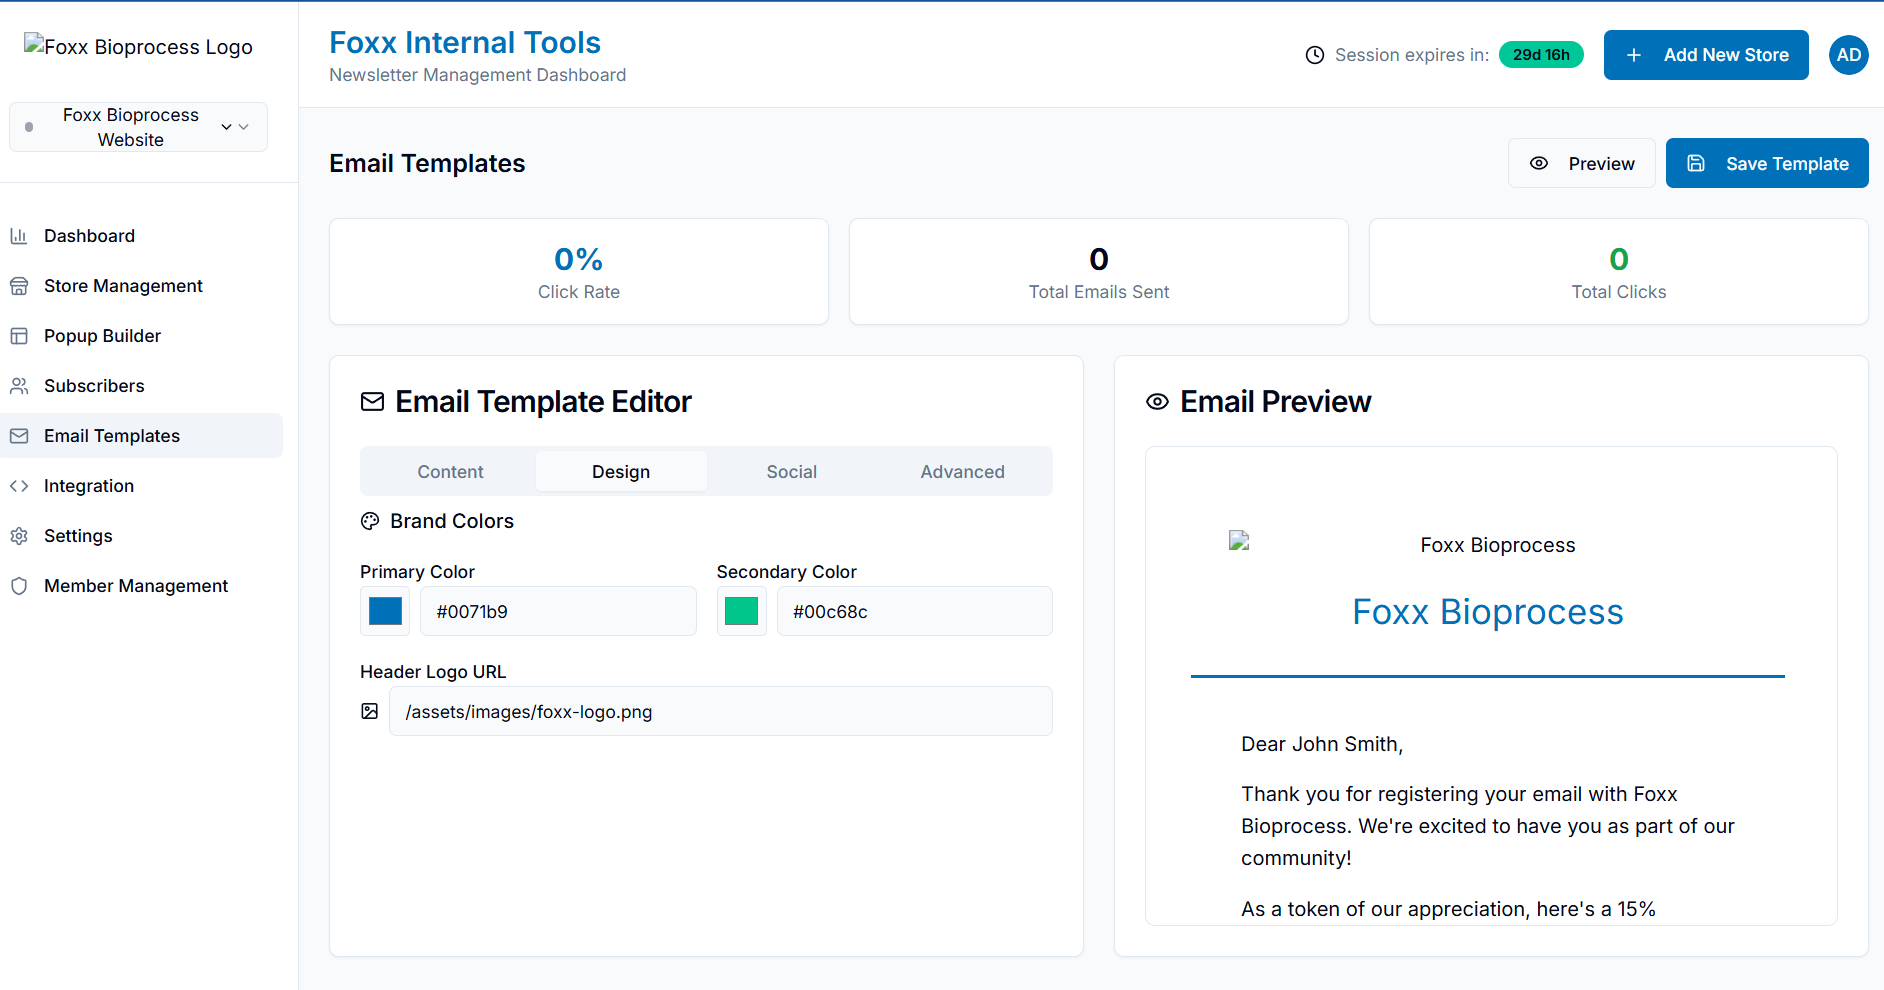 Foxx Bioprocess Logo
Foxx Bioprocess
Website
Dashboard
Store Management
Popup Builder
Subscribers
Email Templates
Integration
Settings
Member Management
Foxx Internal Tools
Newsletter Management Dashboard
Session expires in:
29d 16h
Add New Store
AD
Email Templates
Preview
Save Template
0%
Click Rate
0
Total Emails Sent
0
Total Clicks
Email Template Editor
Content
Design
Social
Advanced
Brand Colors
Primary Color
#0071b9
Secondary Color
#00c68c
Header Logo URL
/assets/images/foxx-logo.png
Email Preview
Foxx Bioprocess
Foxx Bioprocess
Dear John Smith,
Thank you for registering your email with Foxx
Bioprocess. We're excited to have you as part of our
community!
As a token of our appreciation, here's a 15%